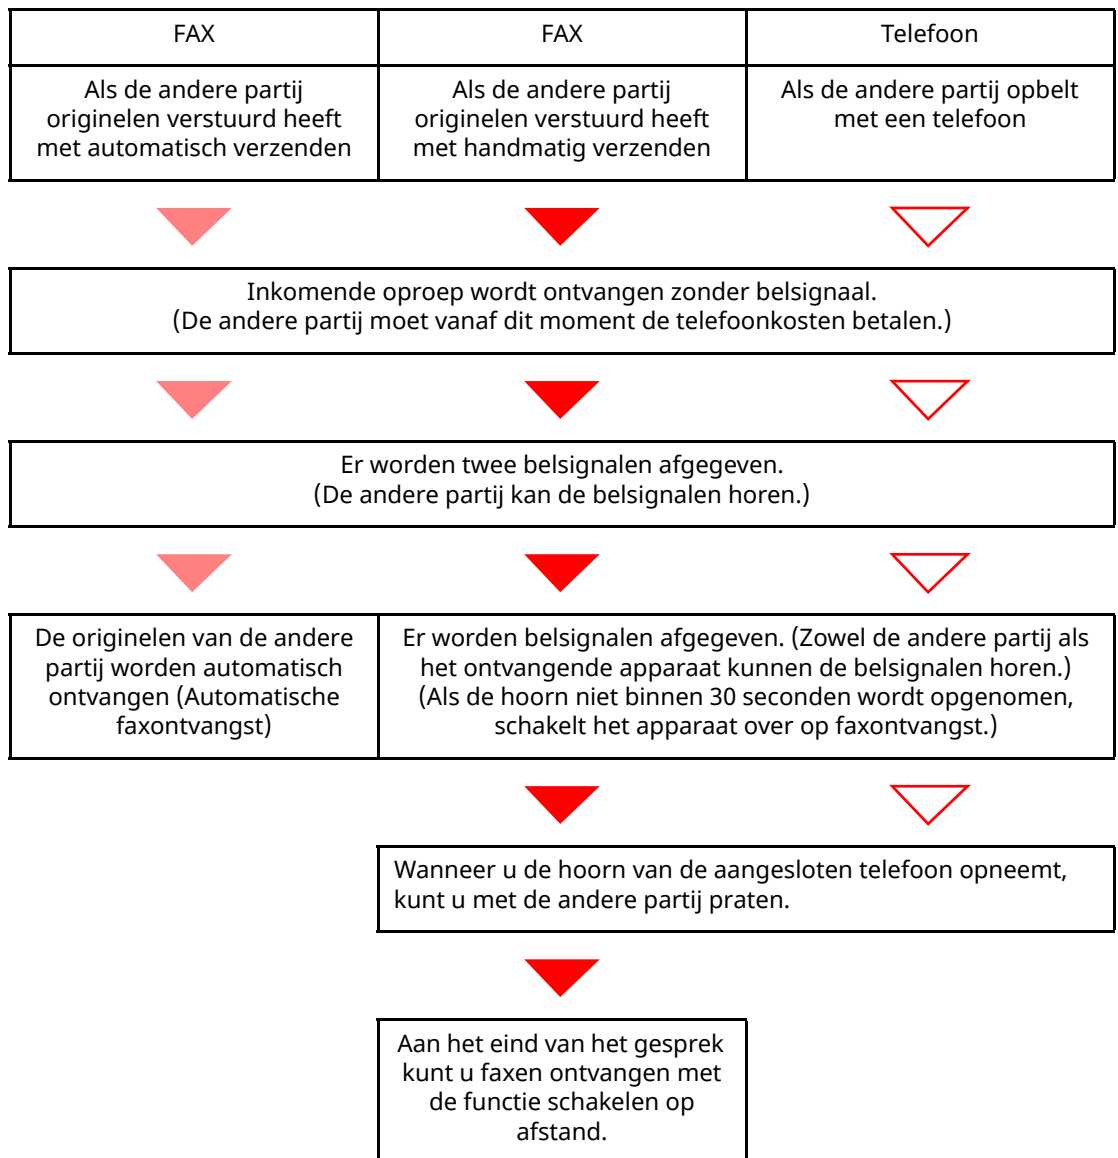 FAX
FAX
Telefoon
Als de andere partij
originelen verstuurd heeft
met automatisch verzenden
Als de andere partij
originelen verstuurd heeft
met handmatig verzenden
Als de andere partij opbelt
met een telefoon
Inkomende oproep wordt ontvangen zonder belsignaal.
(De andere partij moet vanaf dit moment de telefoonkosten betalen.)
Er worden twee belsignalen afgegeven.
(De andere partij kan de belsignalen horen.)
De originelen van de andere
partij worden automatisch
ontvangen (Automatische
faxontvangst)
Er worden belsignalen afgegeven. (Zowel de andere partij als
het ontvangende apparaat kunnen de belsignalen horen.)
(Als de hoorn niet binnen 30 seconden wordt opgenomen,
schakelt het apparaat over op faxontvangst.)
Wanneer u de hoorn van de aangesloten telefoon opneemt,
kunt u met de andere partij praten.
Aan het eind van het gesprek
kunt u faxen ontvangen met
de functie schakelen op
afstand.